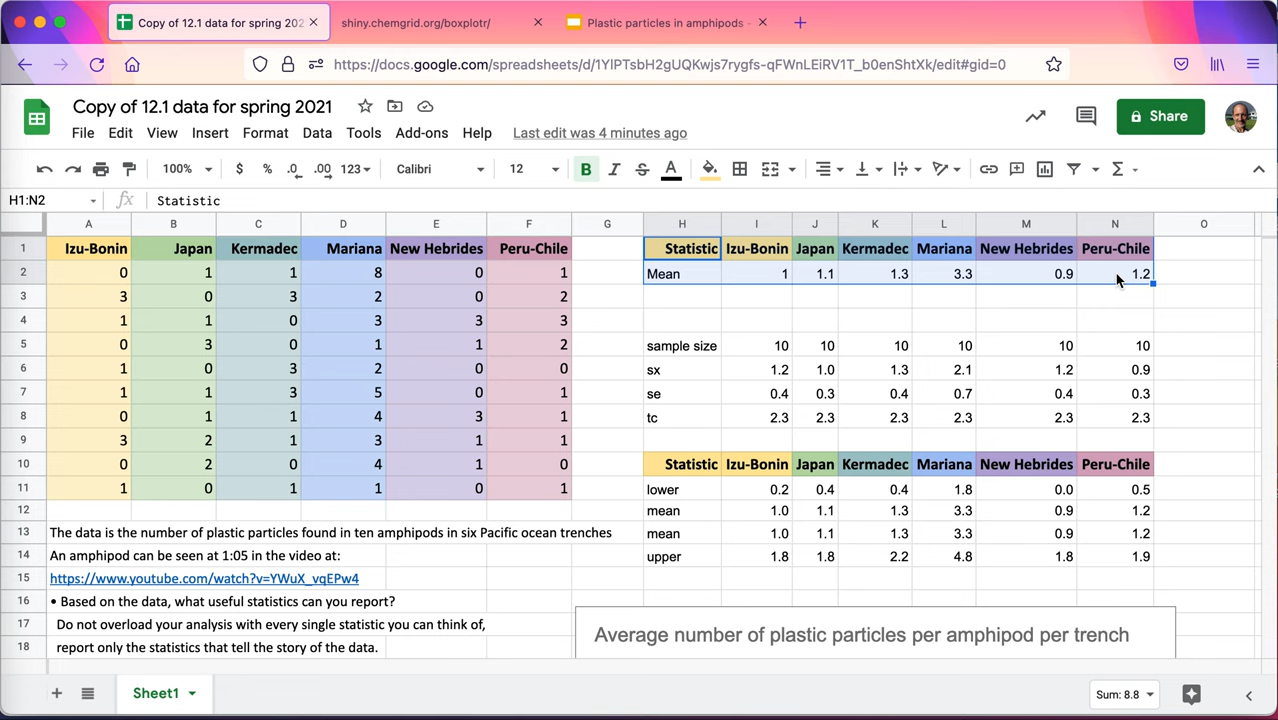 Copy of 12.1 data for spring 202
shiny.chemgrid.org/boxplotr/
Plastic particles in amphipods -
https://docs.google.com/spreadsheets/d/1YlPTsbH2gUQKwjs7rygfs-qFWnLEiRV1T_b0enShtXk/edit#gid=0
Copy of 12.1 data for spring 2021
File Edit View Insert Format Data Tools Add-ons Help Last edit was 4 minutes ago
Share
100% $ % .0 .00 123 Calibri 12 B I S A
H1:N2 fx Statistic
A B C D E F G H I J K L M N O
1 Izu-Bonin Japan Kermadec Mariana New Hebrides Peru-Chile Statistic Izu-Bonin Japan Kermadec Mariana New Hebrides Peru-Chile
2 0 1 1 8 0 1 Mean 1 1.1 1.3 3.3 0.9 1.2
3 3 0 3 2 0 2
4 1 1 0 3 3 3
5 0 3 0 1 1 2 sample size 10 10 10 10 10 10
6 1 0 3 2 0 0 sx 1.2 1.0 1.3 2.1 1.2 0.9
7 1 1 3 5 0 1 se 0.4 0.3 0.4 0.7 0.4 0.3
8 0 1 1 4 3 1 tc 2.3 2.3 2.3 2.3 2.3 2.3
9 3 2 1 3 1 1
10 0 2 0 4 1 0 Statistic Izu-Bonin Japan Kermadec Mariana New Hebrides Peru-Chile
11 1 0 1 1 0 1 lower 0.2 0.4 0.4 1.8 0.0 0.5
12 mean 1.0 1.1 1.3 3.3 0.9 1.2
13 The data is the number of plastic particles found in ten amphipods in six Pacific ocean trenches mean 1.0 1.1 1.3 3.3 0.9 1.2
14 An amphipod can be seen at 1:05 in the video at: upper 1.8 1.8 2.2 4.8 1.8 1.9
15 https://www.youtube.com/watch?v=YWuX_vqEPw4
16 • Based on the data, what useful statistics can you report?
17 Do not overload your analysis with every single statistic you can think of,
18 report only the statistics that tell the story of the data.
Average number of plastic particles per amphipod per trench
Sheet1 Sum: 8.8